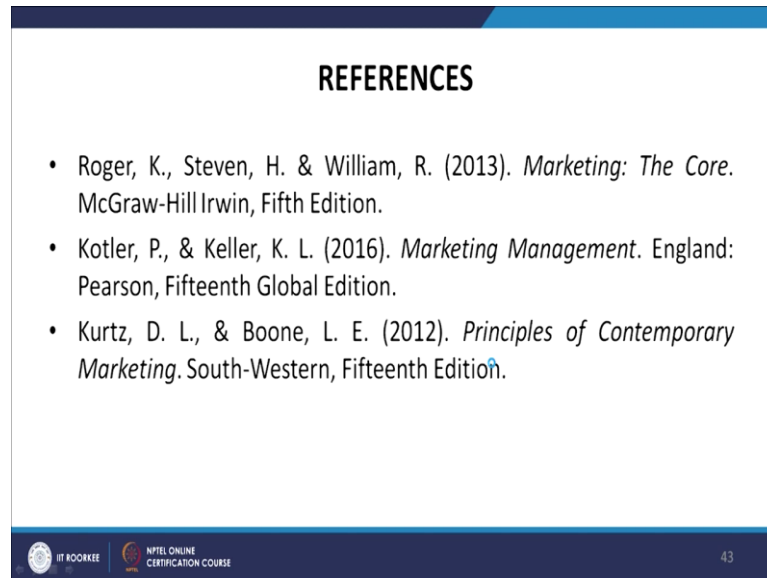 REFERENCES
• Roger, K., Steven, H. & William, R. (2013). Marketing: The Core.
McGraw-Hill Irwin, Fifth Edition.
• Kotler, P., & Keller, K. L. (2016). Marketing Management. England:
Pearson, Fifteenth Global Edition.
• Kurtz, D. L., & Boone, L. E. (2012). Principles of Contemporary
Marketing. South-Western, Fifteenth Edition.
IIT ROORKEE
NPTEL ONLINE
CERTIFICATION COURSE
43